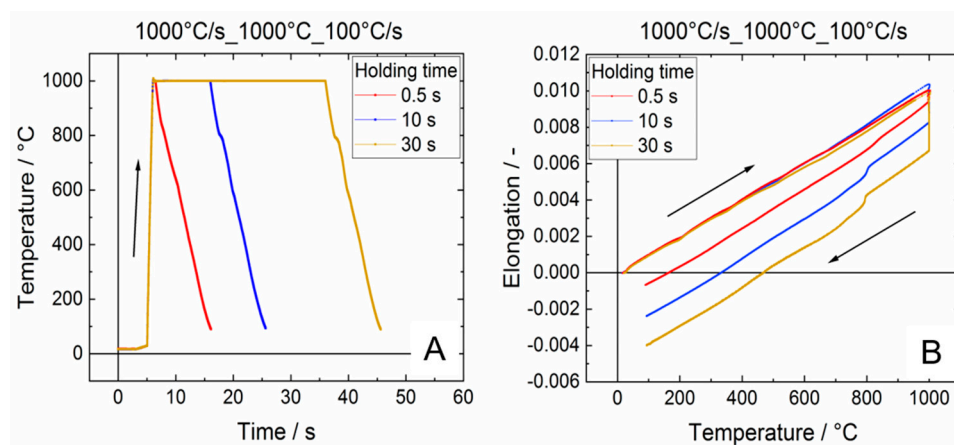 1000°C/s_1000°C_100°C/s
Temperature / °C
1000
800
600
400
200
0
Holding time
0.5 s
10 s
30 s
A
0 10 20 30 40 50 60
Time / s
1000°C/s_1000°C_100°C/s
Elongation / -
0.012
0.010
0.008
0.006
0.004
0.002
0.000
-0.002
-0.004
-0.006
Holding time
0.5 s
10 s
30 s
B
0 200 400 600 800 1000
Temperature / °C